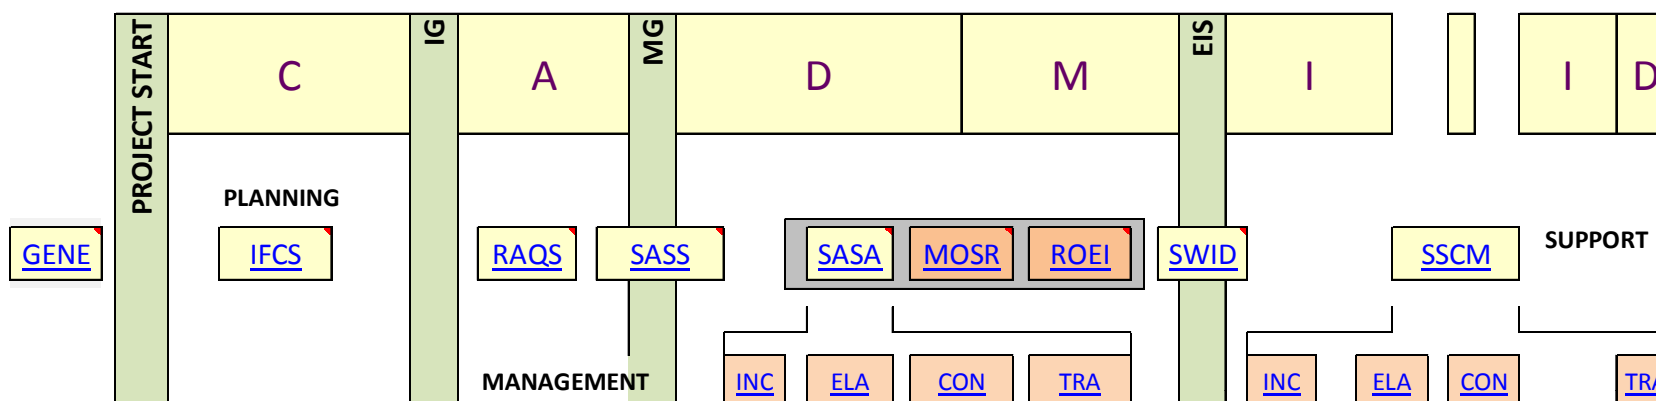 PROJECT START
C
IG
A
MG
D
M
EIS
I
I
D
PLANNING
GENE
IFCS
RAQS
SASS
SASA
MOSR
ROEI
SWID
SSCM
SUPPORT
MANAGEMENT
INC
ELA
CON
TRA
INC
ELA
CON
TRA